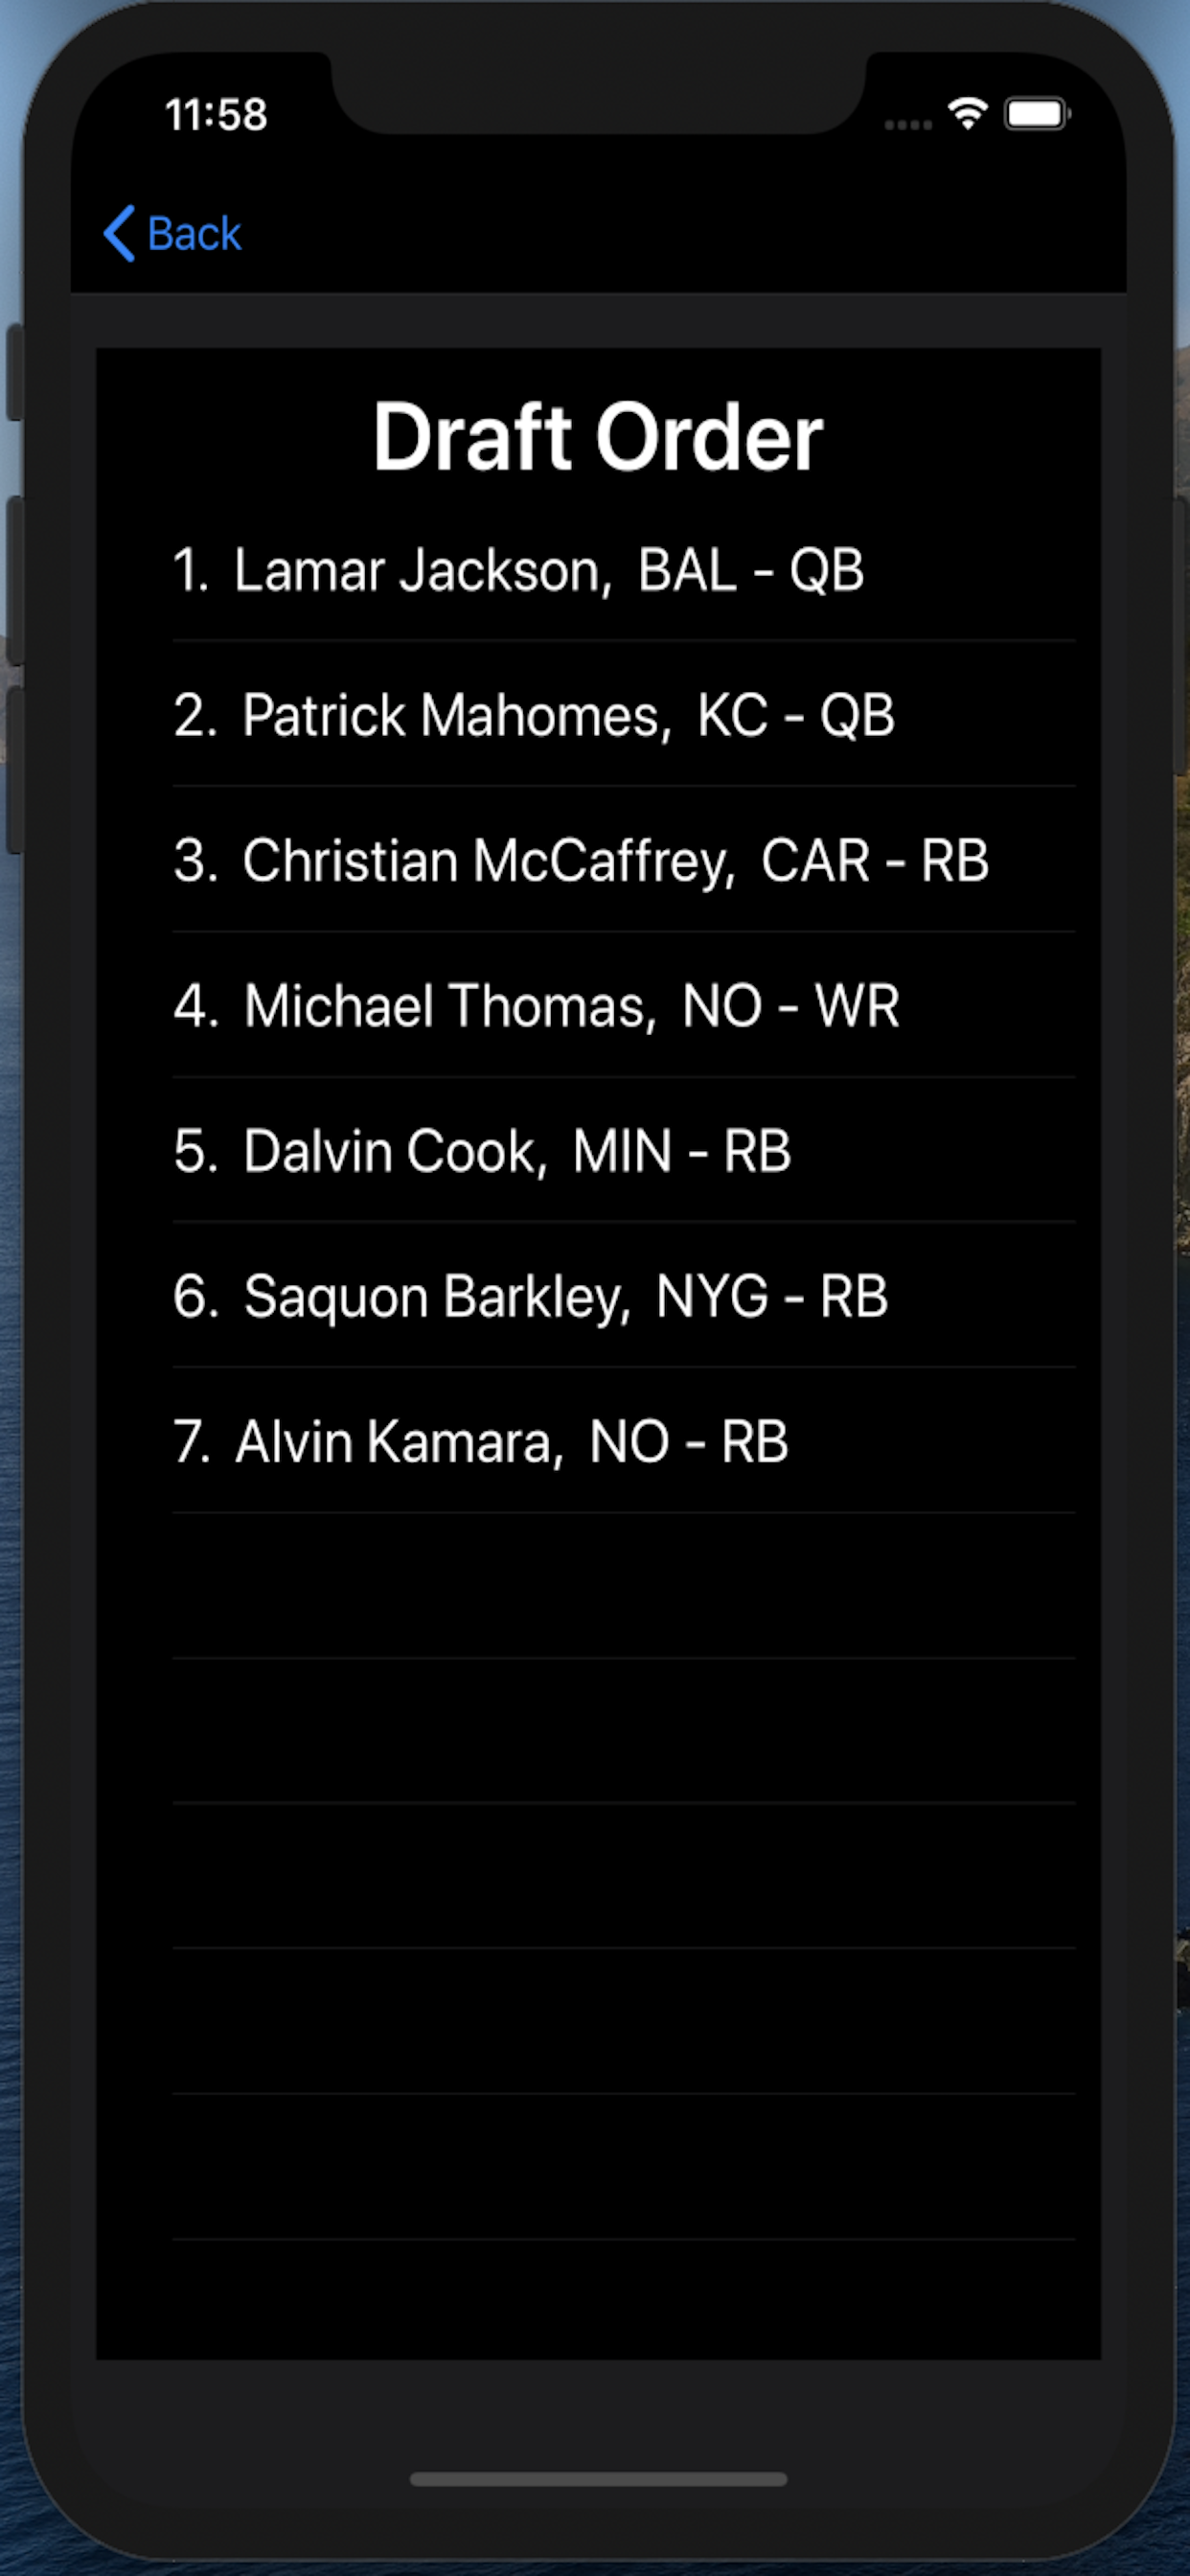 11:58
Back
Draft Order
1. Lamar Jackson, BAL - QB
2. Patrick Mahomes, KC - QB
3. Christian McCaffrey, CAR - RB
4. Michael Thomas, NO - WR
5. Dalvin Cook, MIN - RB
6. Saquon Barkley, NYG - RB
7. Alvin Kamara, NO - RB